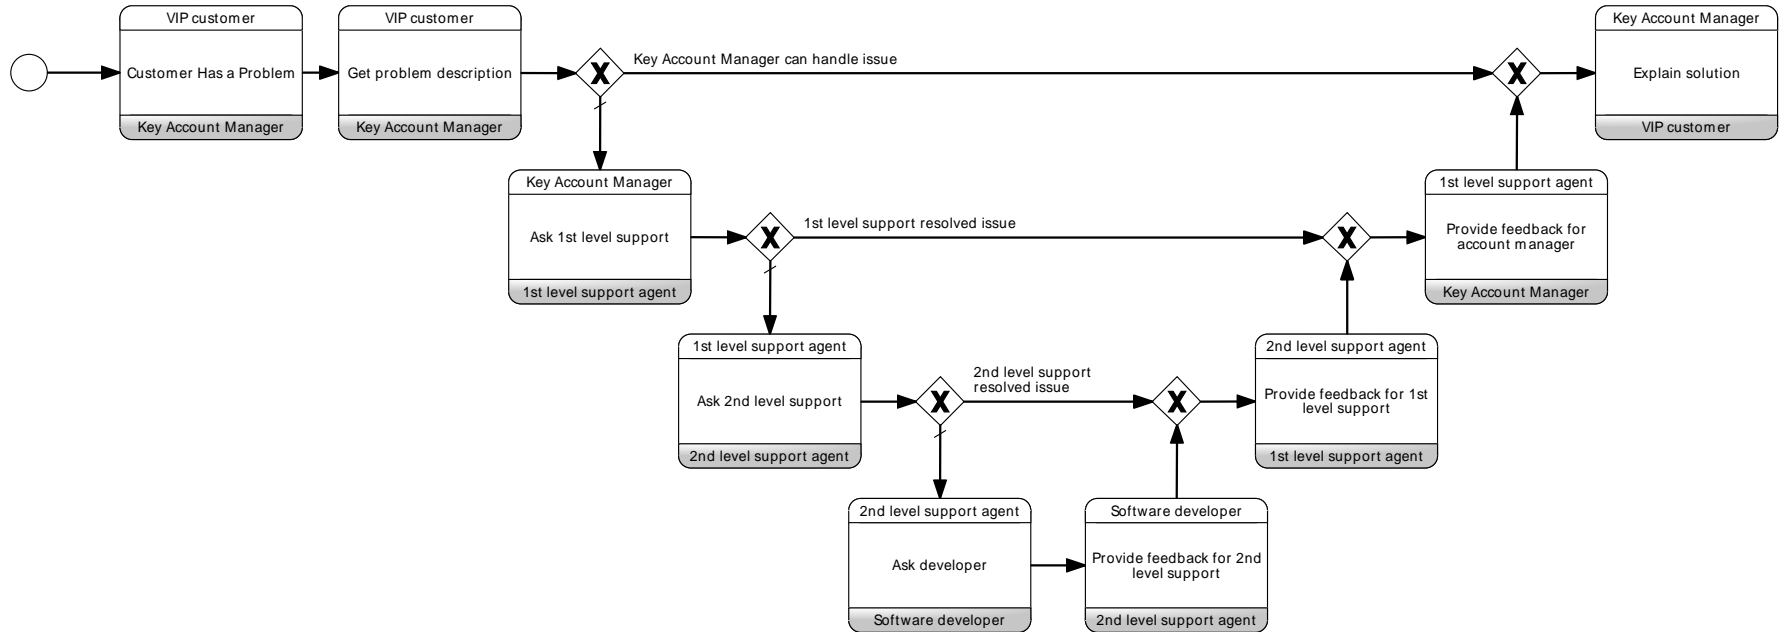 VIP customer
Customer Has a Problem
Key Account Manager
VIP customer
Get problem description
Key Account Manager
Key Account Manager can handle issue
Key Account Manager
Explain solution
VIP customer
Key Account Manager
Ask 1st level support
1st level support agent
1st level support resolved issue
1st level support agent
Provide feedback for
account manager
Key Account Manager
1st level support agent
Ask 2nd level support
2nd level support agent
2nd level support
resolved issue
2nd level support agent
Provide feedback for 1st
level support
1st level support agent
2nd level support agent
Ask developer
Software developer
Software developer
Provide feedback for 2nd
level support
2nd level support agent